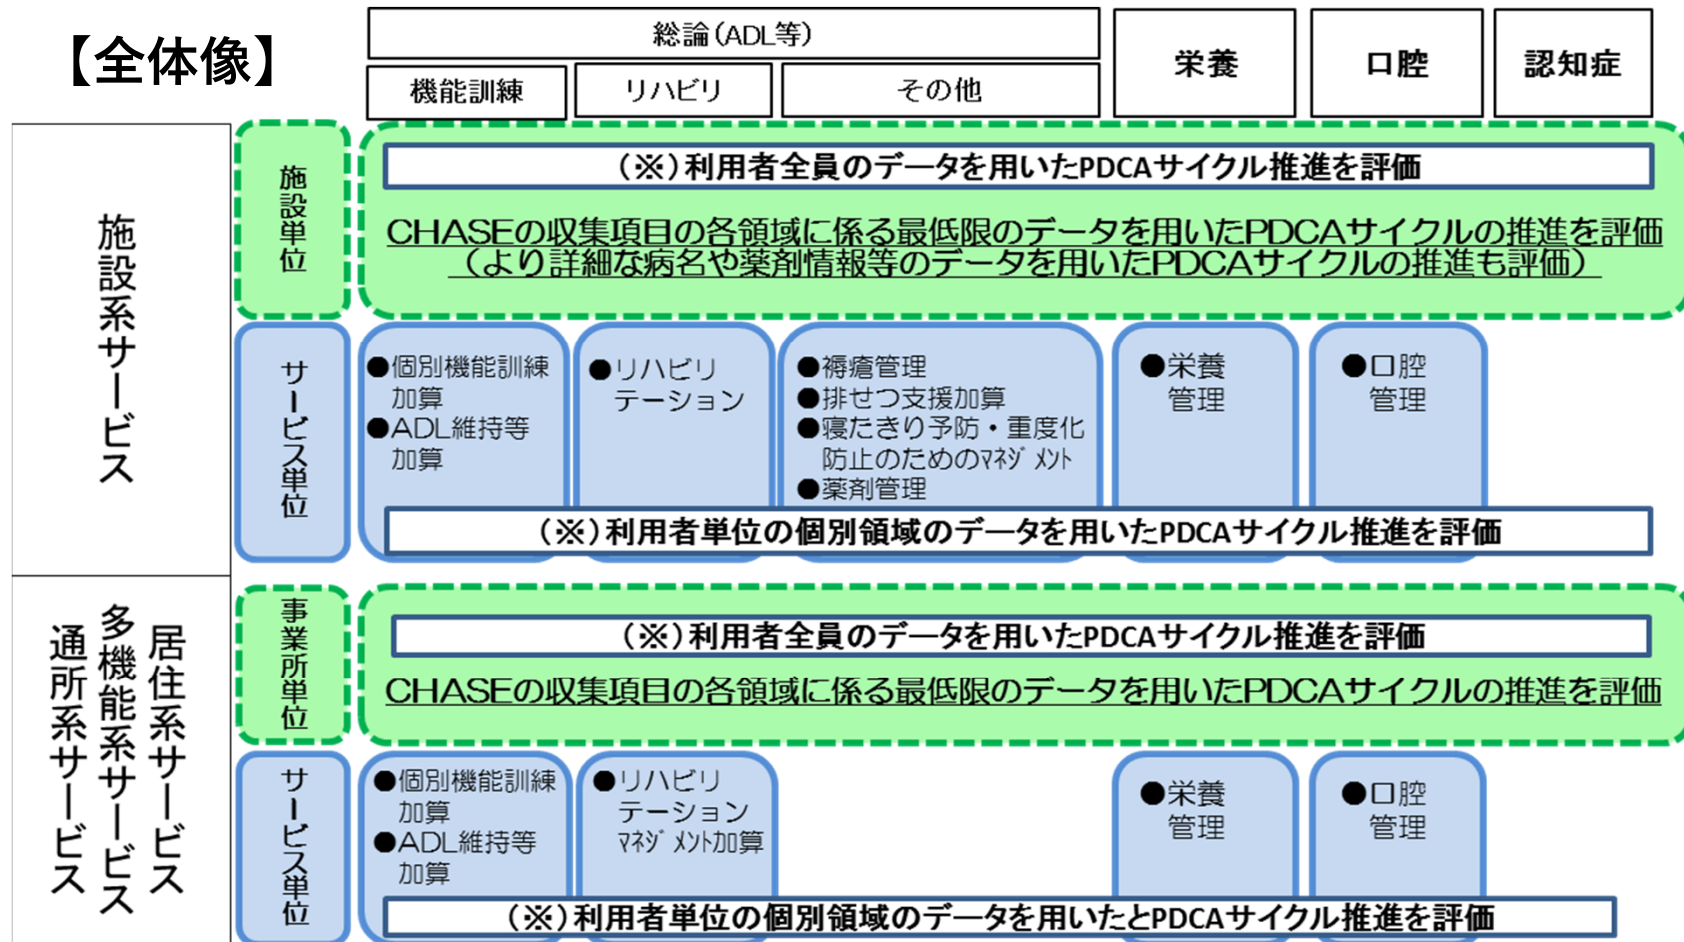 【全体像】
総論（ADL等）
機能訓練
リハビリ
その他
栄養
口腔
認知症
施設系サービス
施設単位
（※）利用者全員のデータを用いたPDCAサイクル推進を評価
CHASEの収集項目の各領域に係る最低限のデータを用いたPDCAサイクルの推進を評価
（より詳細な病名や薬剤情報等のデータを用いたPDCAサイクルの推進も評価）
サービス単位
●個別機能訓練
加算
●ADL維持等
加算
●リハビリ
テーション
●褥瘡管理
●排せつ支援加算
●寝たきり予防・重度化
防止のためのﾏﾈｼﾞﾒﾝﾄ
●薬剤管理
●栄養
管理
●口腔
管理
（※）利用者単位の個別領域のデータを用いたPDCAサイクル推進を評価
居住系サービス
多機能系サービス
通所系サービス
事業所単位
（※）利用者全員のデータを用いたPDCAサイクル推進を評価
CHASEの収集項目の各領域に係る最低限のデータを用いたPDCAサイクルの推進を評価
サービス単位
●個別機能訓練
加算
●ADL維持等
加算
●リハビリ
テーション
ﾏﾈｼﾞﾒﾝﾄ加算
●栄養
管理
●口腔
管理
（※）利用者単位の個別領域のデータを用いたとPDCAサイクル推進を評価